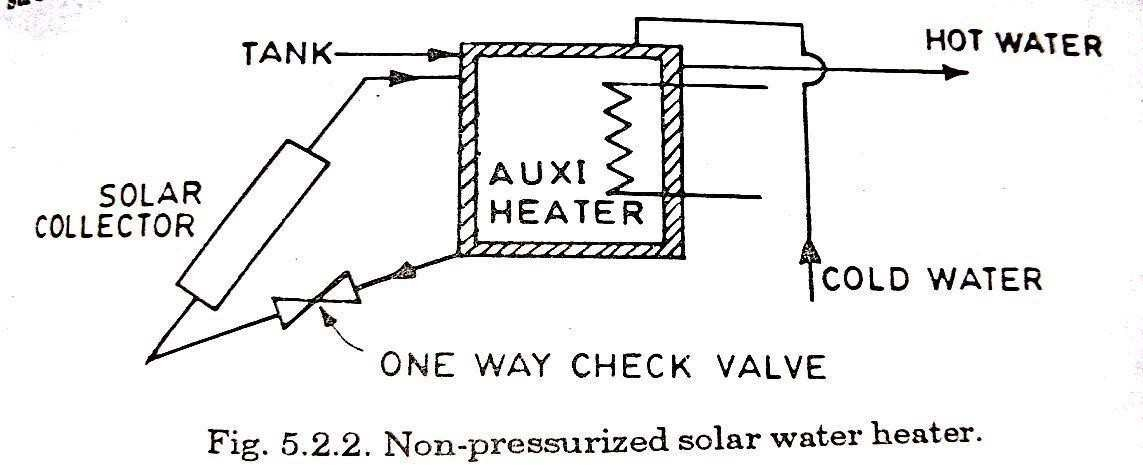 TANK
HOT WATER
SOLAR
COLLECTOR
AUXI
HEATER
COLD WATER
ONE WAY CHECK VALVE
Fig. 5.2.2. Non-pressurized solar water heater.